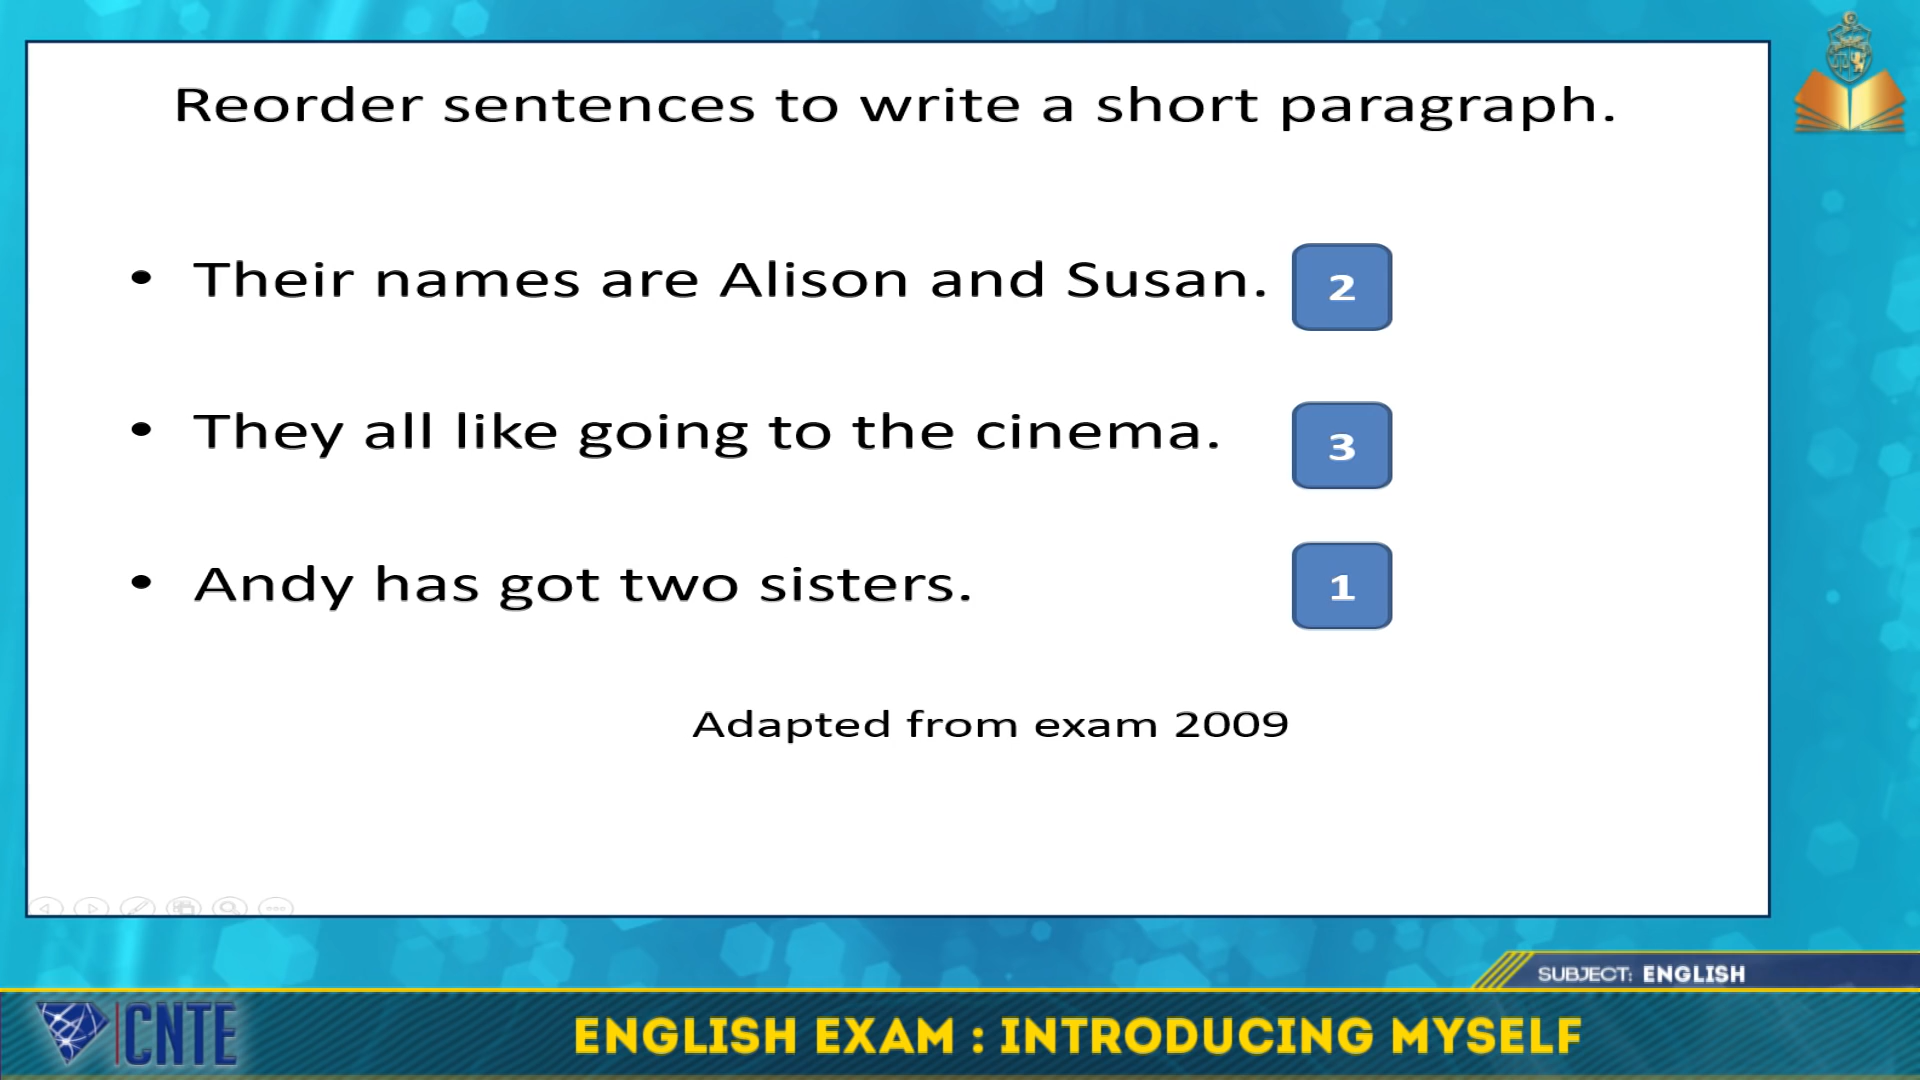 Reorder sentences to write a short paragraph.
• Their names are Alison and Susan. 2
• They all like going to the cinema. 3
• Andy has got two sisters. 1
Adapted from exam 2009
SUBJECT: ENGLISH
CNTE
ENGLISH EXAM : INTRODUCING MYSELF